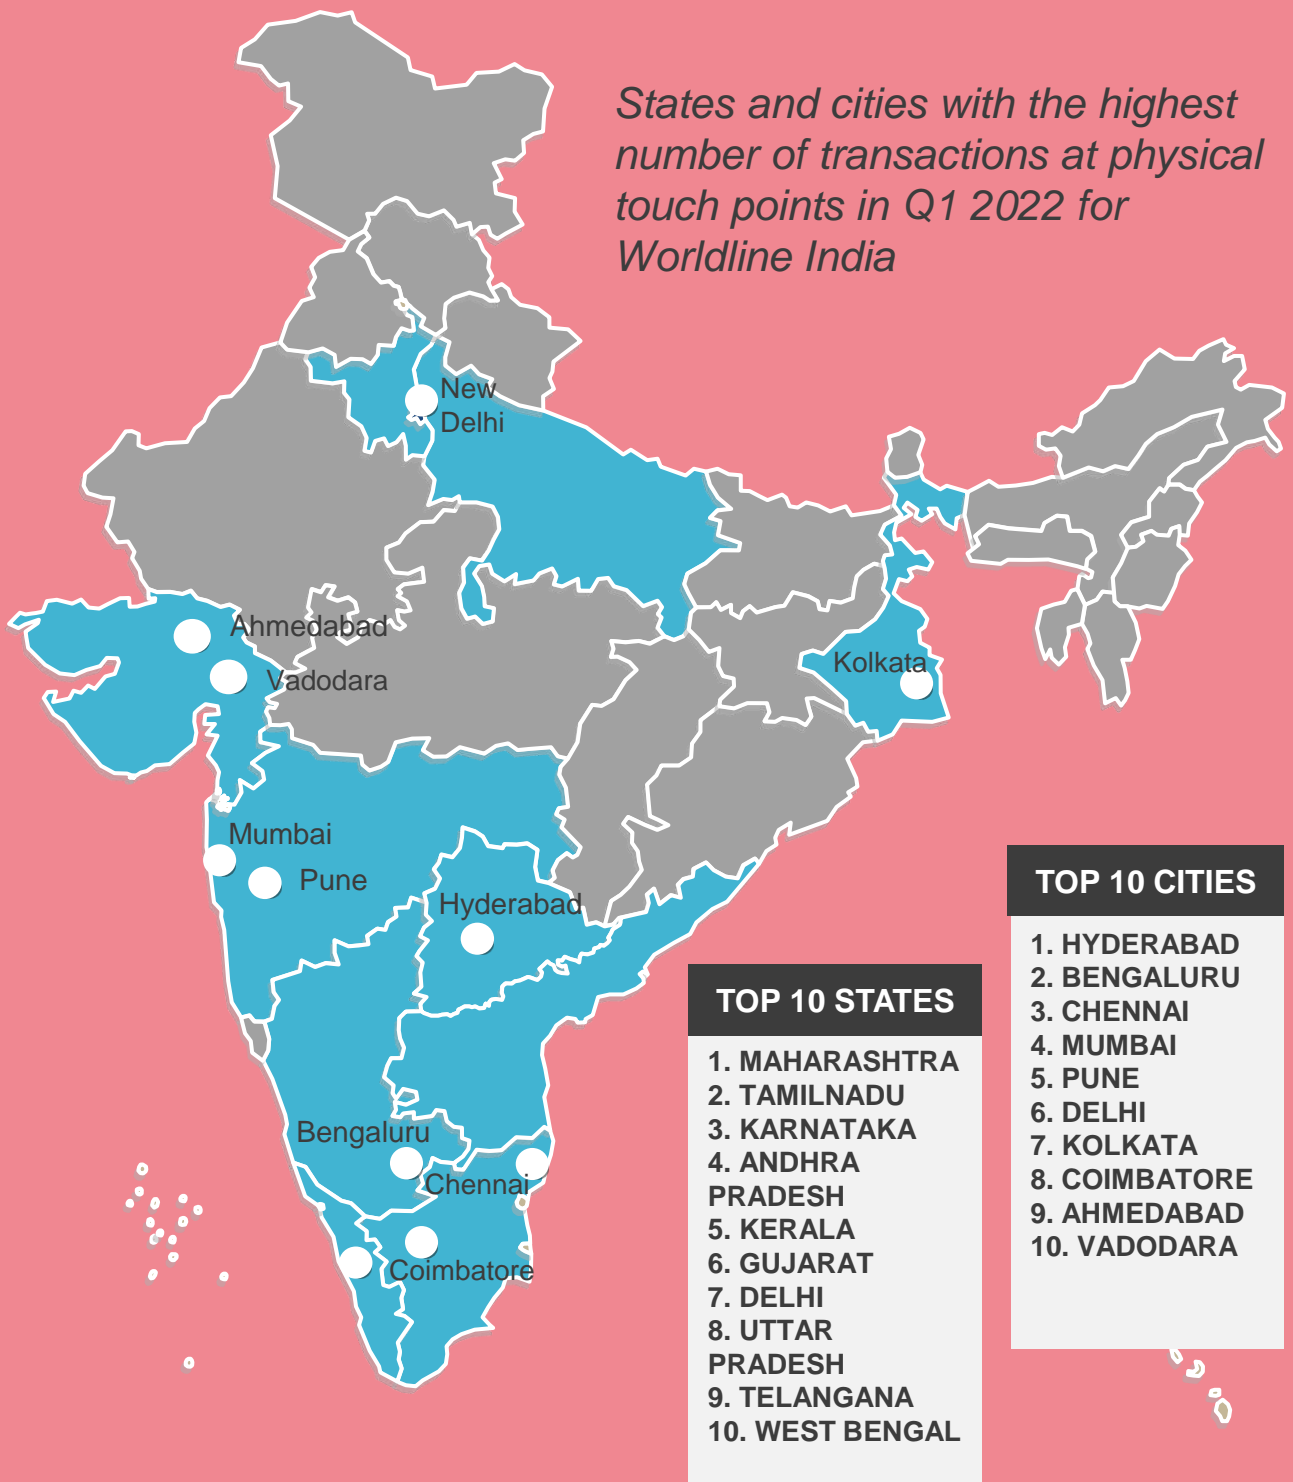 States and cities with the highest
number of transactions at physical
touch points in Q1 2022 for
Worldline India
New
Delhi
Ahmedabad
Vadodara
Kolkata
Mumbai
Pune
Hyderabad
Bengaluru
Chennai
Coimbatore
TOP 10 STATES
1. MAHARASHTRA
2. TAMILNADU
3. KARNATAKA
4. ANDHRA
PRADESH
5. KERALA
6. GUJARAT
7. DELHI
8. UTTAR
PRADESH
9. TELANGANA
10. WEST BENGAL
TOP 10 CITIES
1. HYDERABAD
2. BENGALURU
3. CHENNAI
4. MUMBAI
5. PUNE
6. DELHI
7. KOLKATA
8. COIMBATORE
9. AHMEDABAD
10. VADODARA